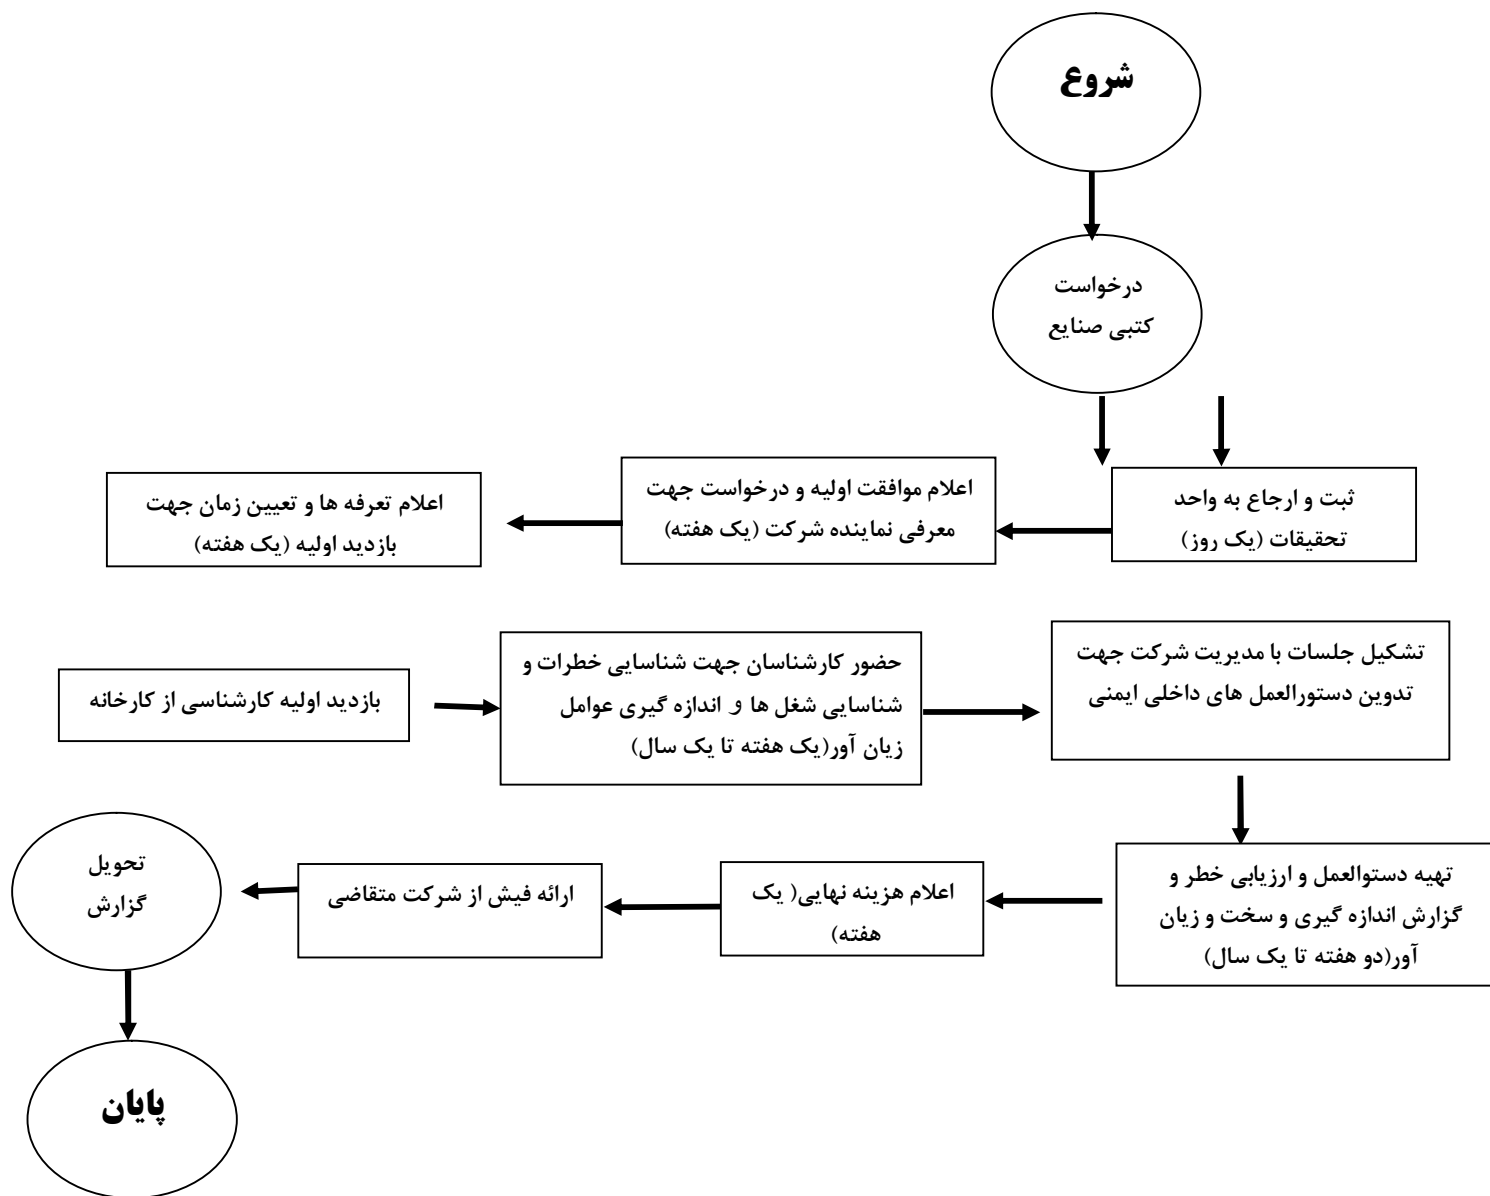 شروع
درخواست
کتبی صنایع
ثبت و ارجاع به واحد
تحقیقات (یک روز)
اعلام موافقت اولیه و درخواست جهت
معرفی نماینده شرکت (یک هفته)
اعلام تعرفه ها و تعیین زمان جهت
بازدید اولیه (یک هفته)
بازدید اولیه کارشناسی از کارخانه
حضور کارشناسان جهت شناسایی خطرات و
شناسایی شغل ها و اندازه گیری عوامل
زیان آور(یک هفته تا یک سال)
تشکیل جلسات با مدیریت شرکت جهت
تدوین دستورالعمل های داخلی ایمنی
تهیه دستوالعمل و ارزیابی خطر و
گزارش اندازه گیری و سخت و زیان
آور(دو هفته تا یک سال)
اعلام هزینه نهایی( یک
هفته)
ارائه فیش از شرکت متقاضی
تحویل
گزارش
پایان